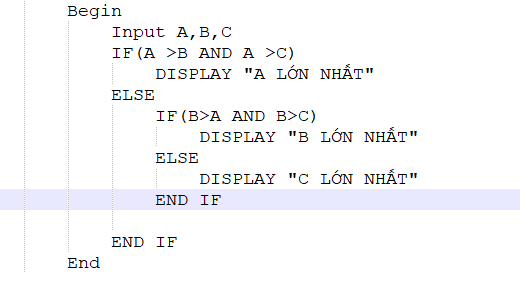 Begin
Input A,B,C
IF(A >B AND A >C)
DISPLAY "A LỚN NHẤT"
ELSE
IF(B>A AND B>C)
DISPLAY "B LỚN NHẤT"
ELSE
DISPLAY "C LỚN NHẤT"
END IF
END IF
End